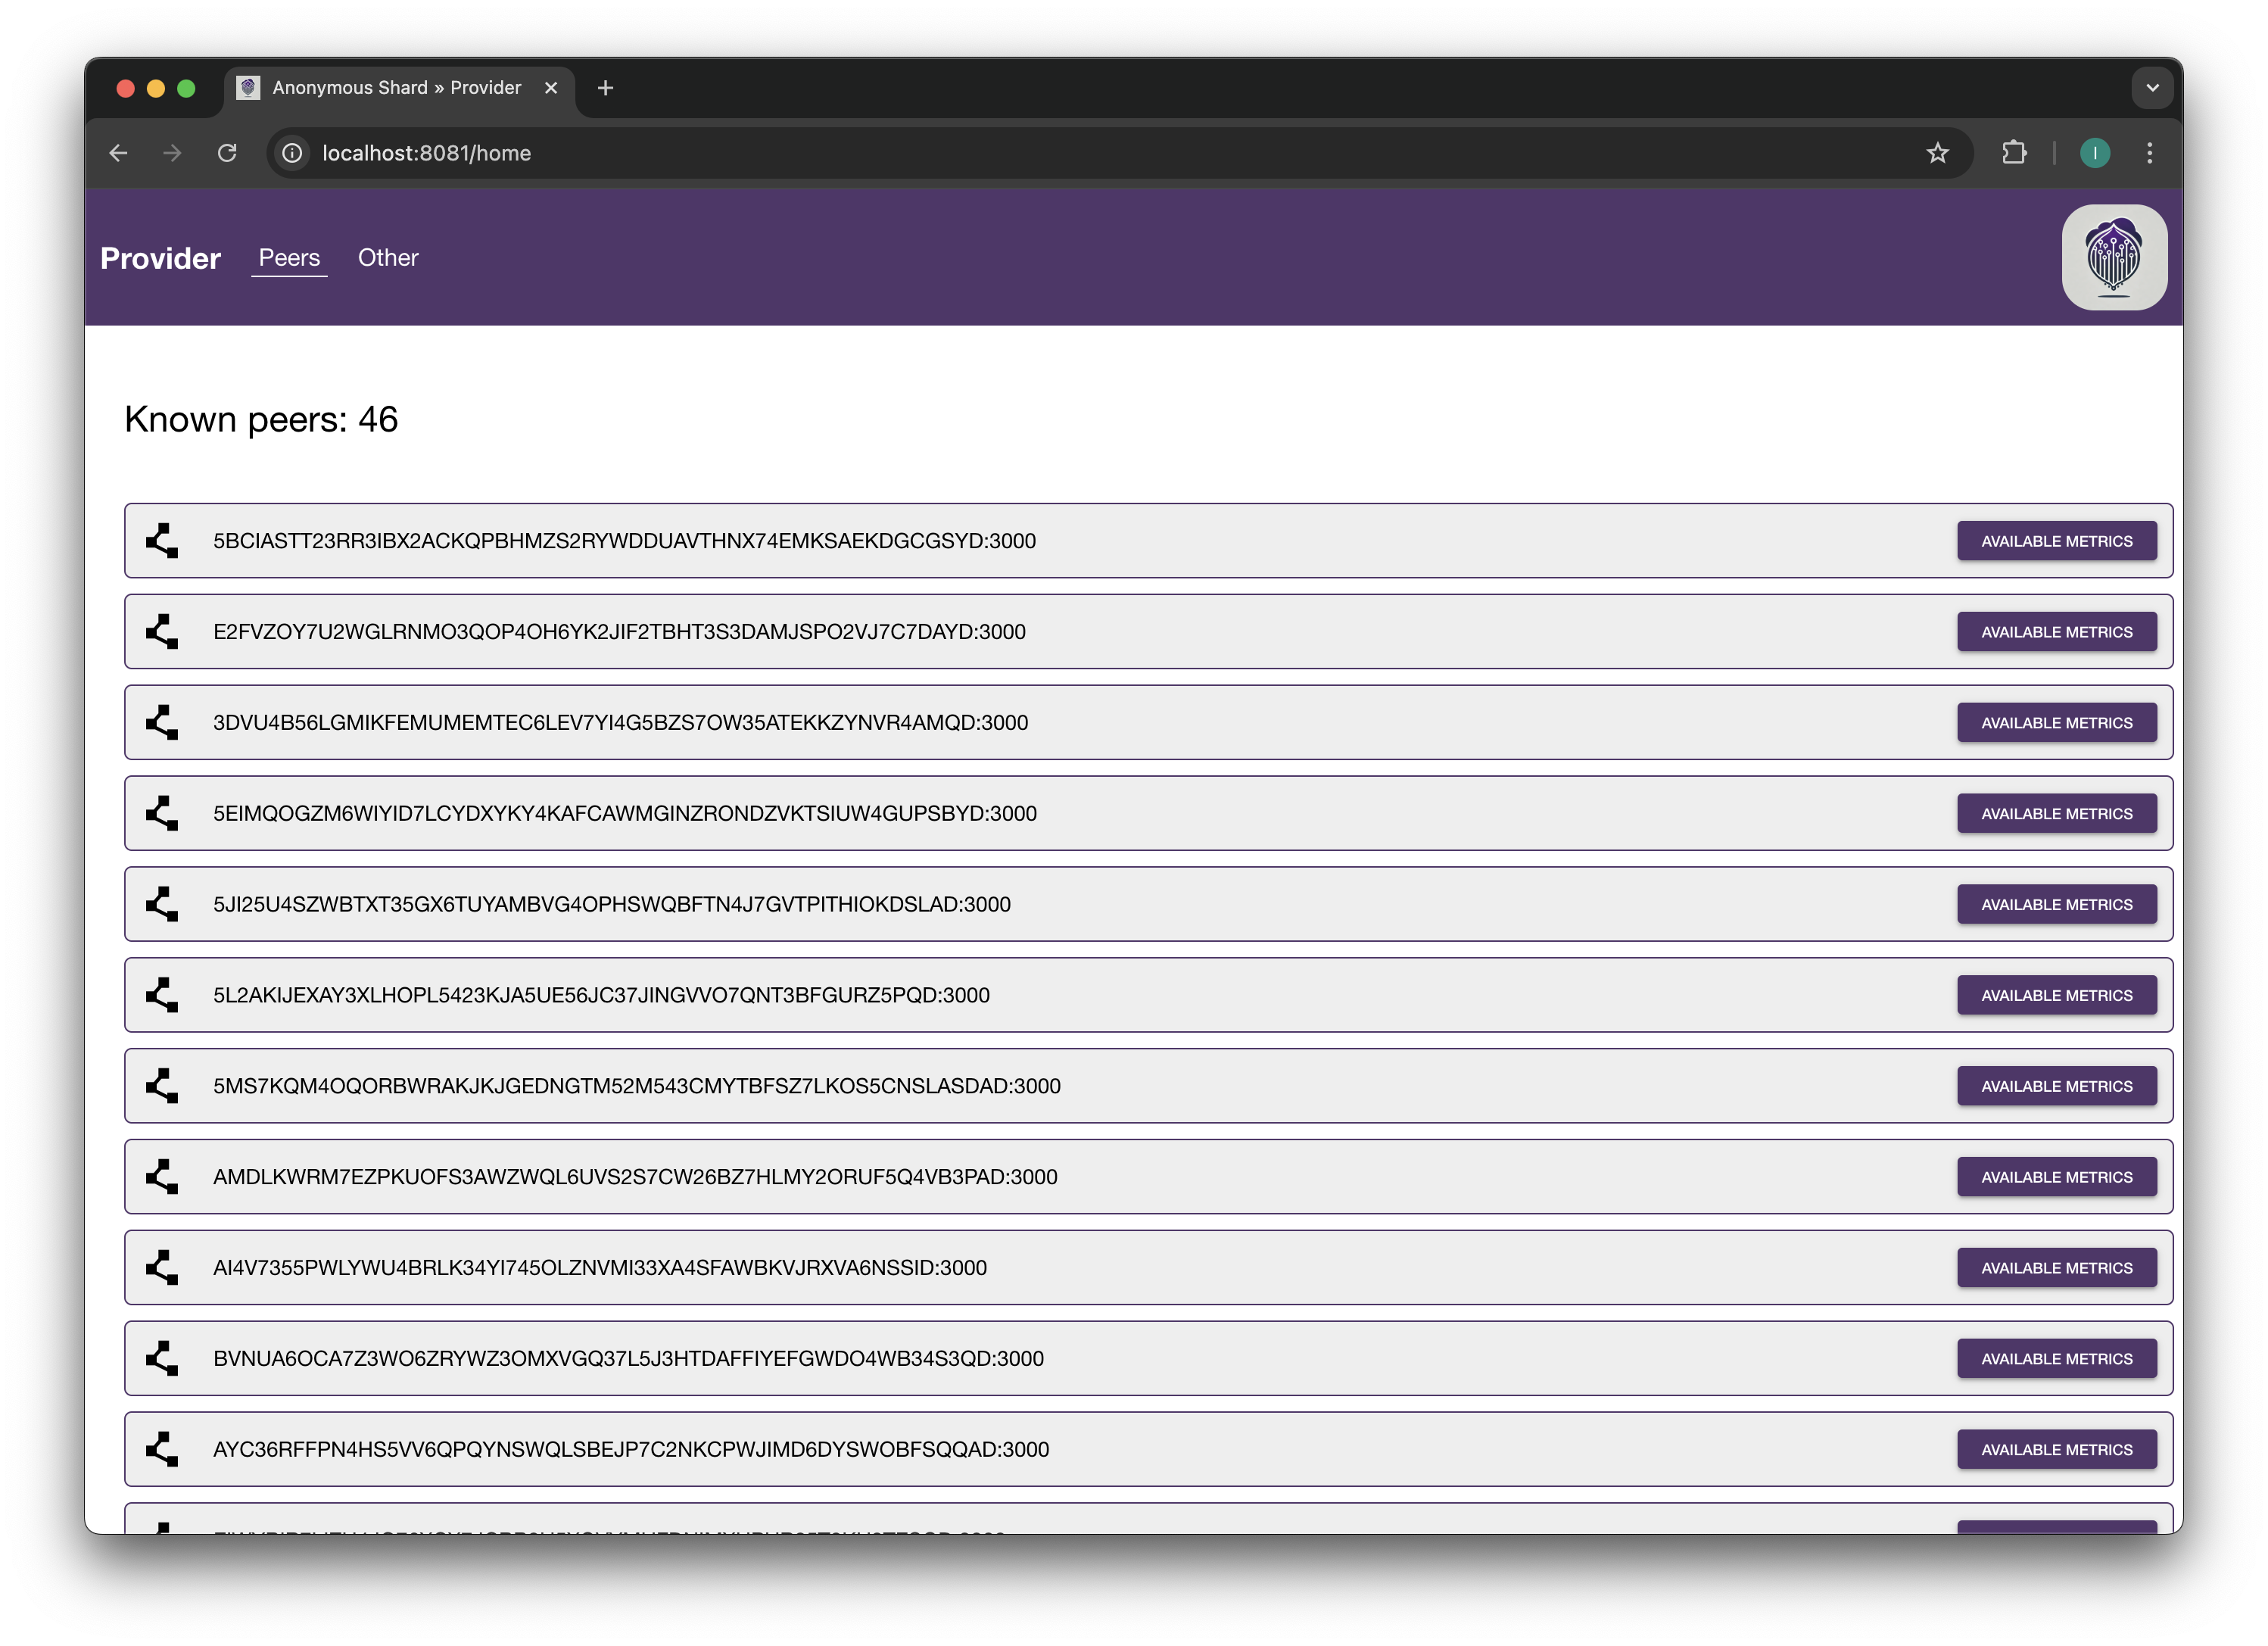 Anonymous Shard » Provider
localhost:8081/home
I
Provider Peers Other
Known peers: 46
5BCIASTT23RR3IBX2ACKQPBHMZS2RYWDDUAVTHNX74EMKSAEKDGCGSYD:3000 AVAILABLE METRICS
E2FVZOY7U2WGLRNMO3QOP4OH6YK2JIF2TBHT3S3DAMJSPO2VJ7C7DAYD:3000 AVAILABLE METRICS
3DVU4B56LGMIKFEMUMEMTEC6LEV7YI4G5BZS7OW35ATEKKZYNVR4AMQD:3000 AVAILABLE METRICS
5EIMQOGZM6WIYID7LCYDXYKY4KAFCAWMGINZRONDZVKTSIUW4GUPSBYD:3000 AVAILABLE METRICS
5JI25U4SZWBTXT35GX6TUYAMBVG4OPHSWQBFTN4J7GVTPITHIOKDSLAD:3000 AVAILABLE METRICS
5L2AKIJEXAY3XLHOPL5423KJA5UE56JC37JINGVVO7QNT3BFGURZ5PQD:3000 AVAILABLE METRICS
5MS7KQM4OQORBWRAKJKJGEDNGTM52M543CMYTBFSZ7LKOS5CNSLASDAD:3000 AVAILABLE METRICS
AMDLKWRM7EZPKUOFS3AWZWQL6UVS2S7CW26BZ7HLMY2ORUF5Q4VB3PAD:3000 AVAILABLE METRICS
AI4V7355PWLYWU4BRLK34YI745OLZNVMI33XA4SFAWBKVJRXVA6NSSID:3000 AVAILABLE METRICS
BVNUA6OCA7Z3WO6ZRYWZ3OMXVGQ37L5J3HTDAFFIYEFGWDO4WB34S3QD:3000 AVAILABLE METRICS
AYC36RFFPN4HS5VV6QPQYNSWQLSBEJP7C2NKCPWJIMD6DYSWOBFSQQAD:3000 AVAILABLE METRICS